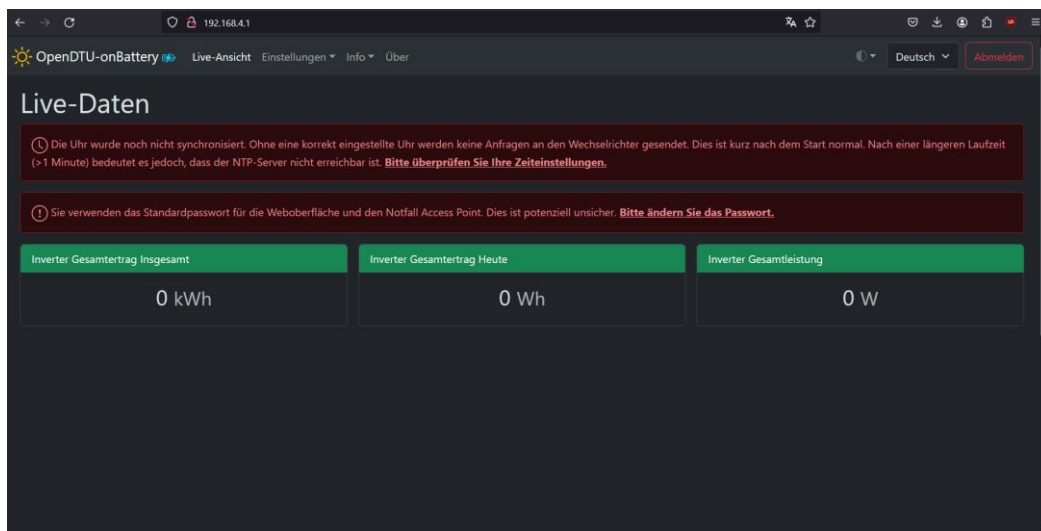 192.168.4.1
OpenDTU-onBattery Live-Ansicht Einstellungen Info Über Deutsch Abmelden
Live-Daten
Die Uhr wurde noch nicht synchronisiert. Ohne eine korrekt eingestellte Uhr werden keine Anfragen an den Wechselrichter gesendet. Dies ist kurz nach dem Start normal. Nach einer längeren Laufzeit
(>1 Minute) bedeutet es jedoch, dass der NTP-Server nicht erreichbar ist. Bitte überprüfen Sie Ihre Zeiteinstellungen.
Sie verwenden das Standardpasswort für die Weboberfläche und den Notfall Access Point. Dies ist potenziell unsicher. Bitte ändern Sie das Passwort.
Inverter Gesamtertrag Insgesamt Inverter Gesamtertrag Heute Inverter Gesamtleistung
0 kWh 0 Wh 0 W